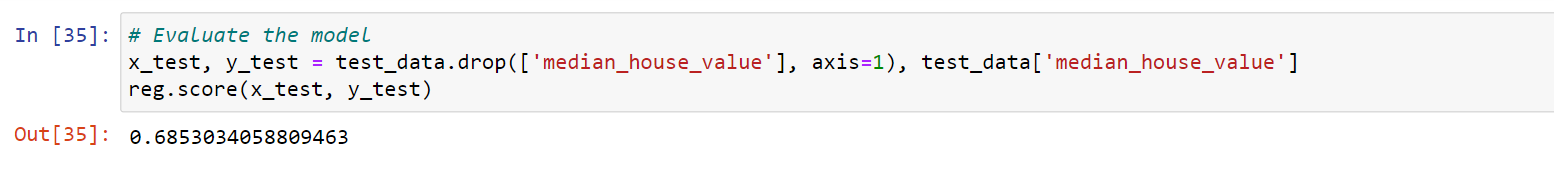 In [35]: # Evaluate the model
x_test, y_test = test_data.drop(['median_house_value'], axis=1), test_data['median_house_value']
reg.score(x_test, y_test)
Out[35]: 0.6853034058809463